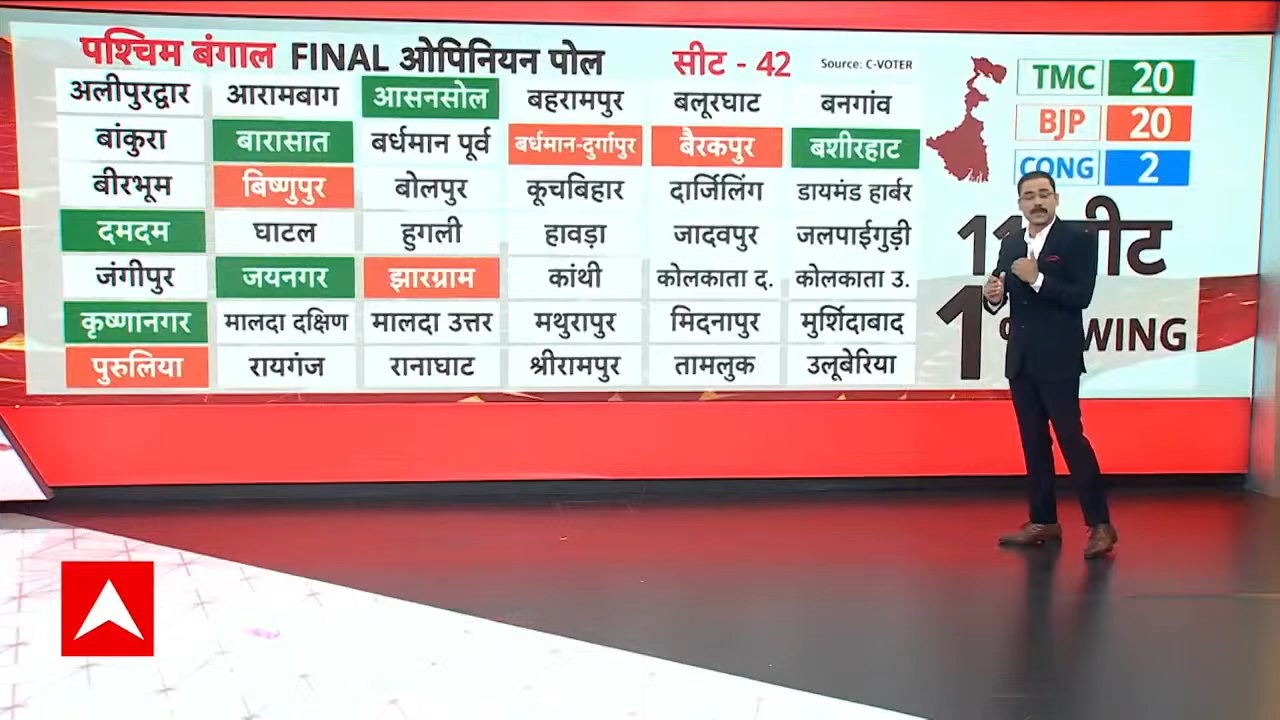 पश्चिम बंगाल FINAL ओपिनियन पोल सीट - 42 Source: C-VOTER
अलीपुरद्वार आरामबाग आसनसोल बहरामपुर बलूरघाट बनगांव
बांकुरा बारासात बर्धमान पूर्व बर्धमान-दुर्गापुर बैरकपुर बशीरहाट
बीरभूम बिष्णुपुर बोलपुर कूचबिहार दार्जिलिंग डायमंड हार्बर
दमदम घाटल हुगली हावड़ा जादवपुर जलपाईगुड़ी
जंगीपुर जयनगर झारग्राम कांथी कोलकाता द. कोलकाता उ.
कृष्णानगर मालदा दक्षिण मालदा उत्तर मथुरापुर मिदनापुर मुर्शिदाबाद
पुरुलिया रायगंज रानाघाट श्रीरामपुर तामलुक उलूबेरिया
TMC 20
BJP 20
CONG 2